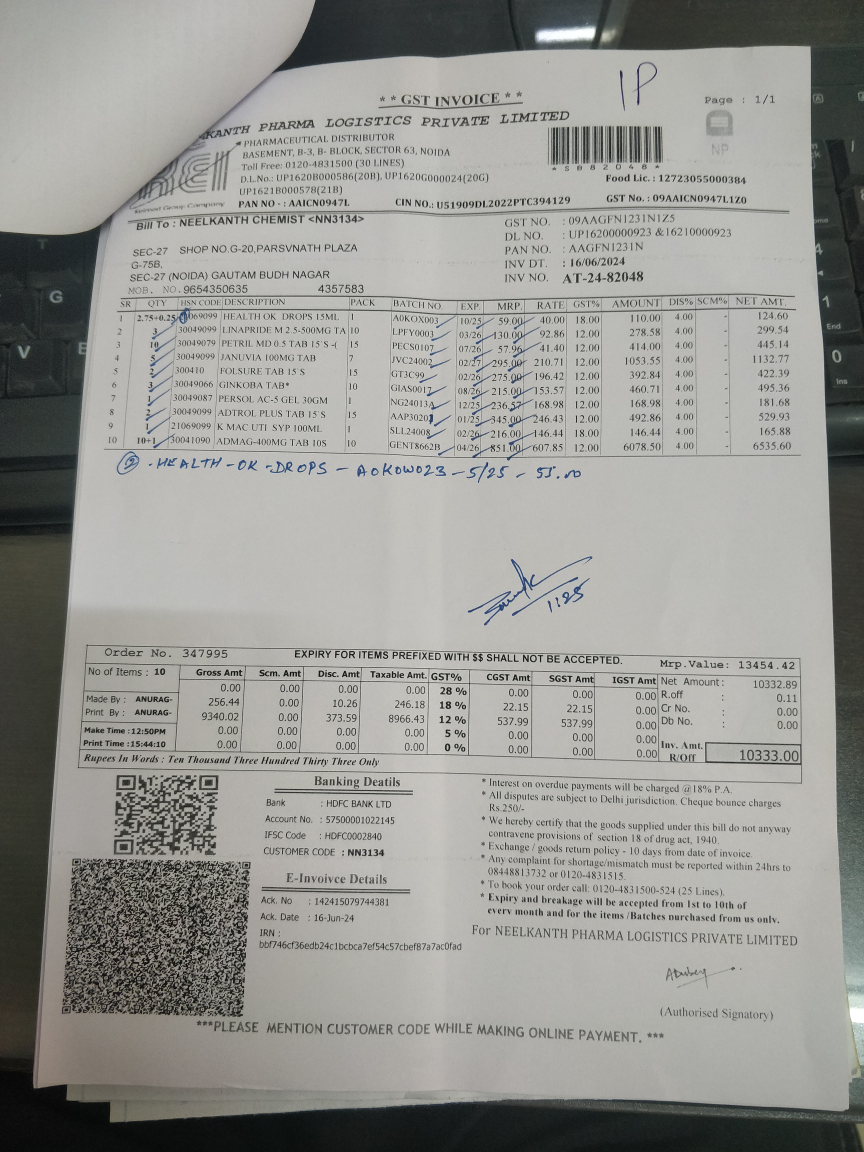 * * GST INVOICE * *
1P
Page : 1/1
KANTH PHARMA LOGISTICS PRIVATE LIMITED
PHARMACEUTICAL DISTRIBUTOR
BASEMENT, B-3, B- BLOCK, SECTOR 63, NOIDA
Toll Free: 0120-4831500 (30 LINES)
*SB82048*
NP
D.L.No.: UP1620B000586(20B), UP1620G000024(20G)
UP1621B000578(21B)
Food Lic. : 12723055000384
PAN NO - AAICN0947L CIN NO.: U51909DL2022PTC394129 GST No. : 09AAICN0947L1Z0
Bill To : NEELKANTH CHEMIST <NN3134>
SEC-27 SHOP NO.G-20,PARSVNATH PLAZA
G-75B,
SEC-27 (NOIDA) GAUTAM BUDH NAGAR
MOB. NO.9654350635 4357583
GST NO. : 09AAGFN1231N1Z5
DL NO. : UP16200000923 &16210000923
PAN NO. : AAGFN1231N
INV DT. : 16/06/2024
INV NO. AT-24-82048
SR QTY HSN CODE DESCRIPTION PACK BATCH NO. EXP. MRP. RATE GST% AMOUNT DIS% SCM% NET AMT.
1 2.75+0.25 069099 HEALTH OK DROPS 15ML 1 A0KOX003 10/25 59.00 40.00 18.00 110.00 4.00 - 124.60
2 3 30049099 LINAPRIDE M 2.5-500MG TA 10 LPFY0003 03/26 130.00 92.86 12.00 278.58 4.00 - 299.54
3 10 30049079 PETRIL MD 0.5 TAB 15`S -( 15 PECS0107 07/26 57.96 41.40 12.00 414.00 4.00 - 445.14
4 5 30049099 JANUVIA 100MG TAB 7 JVC24002 02/27 295.00 210.71 12.00 1053.55 4.00 - 1132.77
5 2 300410 FOLSURE TAB 15`S 15 GT3C99 02/26 275.00 196.42 12.00 392.84 4.00 - 422.39
6 3 30049066 GINKOBA TAB* 10 GIAS0017 08/26 215.00 153.57 12.00 460.71 4.00 - 495.36
7 1 30049087 PERSOL AC-5 GEL 30GM 1 NG24013A 12/25 236.57 168.98 12.00 168.98 4.00 - 181.68
8 2 30049099 ADTROL PLUS TAB 15`S 15 AAP30203 01/25 345.00 246.43 12.00 492.86 4.00 - 529.93
9 1 21069099 K MAC UTI SYP 100ML 1 SLL24008 02/26 216.00 146.44 18.00 146.44 4.00 - 165.88
10 10+1 30041090 ADMAG-400MG TAB 10S 10 GENT8662B 04/26 851.00 607.85 12.00 6078.50 4.00 - 6535.60
② -HEALTH-OK-DROPS - A0K0W023 - 5/25 - 55.00
1125
Order No. 347995 EXPIRY FOR ITEMS PREFIXED WITH $$ SHALL NOT BE ACCEPTED. Mrp.Value: 13454.42
No of Items : 10
Made By : ANURAG-
Print By : ANURAG-
Make Time :12:50PM
Print Time :15:44:10
Gross Amt Scm. Amt Disc. Amt Taxable Amt. GST% CGST Amt SGST Amt IGST Amt
0.00 0.00 0.00 0.00 28 % 0.00 0.00 0.00
256.44 0.00 10.26 246.18 18 % 22.15 22.15 0.00
9340.02 0.00 373.59 8966.43 12 % 537.99 537.99 0.00
0.00 0.00 0.00 0.00 5 % 0.00 0.00 0.00
0.00 0.00 0.00 0.00 0 % 0.00 0.00 0.00
Net Amount : 10332.89
R.off : 0.11
Cr No. : 0.00
Db No. : 0.00
Inv. Amt. R/Off 10333.00
Rupees In Words : Ten Thousand Three Hundred Thirty Three Only
Banking Deatils
Bank : HDFC BANK LTD
Account No. : 57500001022145
IFSC Code : HDFC0002840
CUSTOMER CODE : NN3134
E-Invoivce Details
Ack. No : 142415079744381
Ack. Date : 16-Jun-24
IRN :
bbf746cf36edb24c1bcbca7ef54c57cbef87a7ac0fad
* Interest on overdue payments will be charged @18% P.A.
* All disputes are subject to Delhi jurisdiction. Cheque bounce charges
Rs.250/-
* We hereby certify that the goods supplied under this bill do not anyway
contravene provisions of section 18 of drug act, 1940.
* Exchange / goods return policy - 10 days from date of invoice.
* Any complaint for shortage/mismatch must be reported within 24hrs to
08448813732 or 0120-4831515.
* To book your order call: 0120-4831500-524 (25 Lines).
* Expiry and breakage will be accepted from 1st to 10th of
every month and for the items /Batches purchased from us only.
For NEELKANTH PHARMA LOGISTICS PRIVATE LIMITED
(Authorised Signatory)
***PLEASE MENTION CUSTOMER CODE WHILE MAKING ONLINE PAYMENT. ***